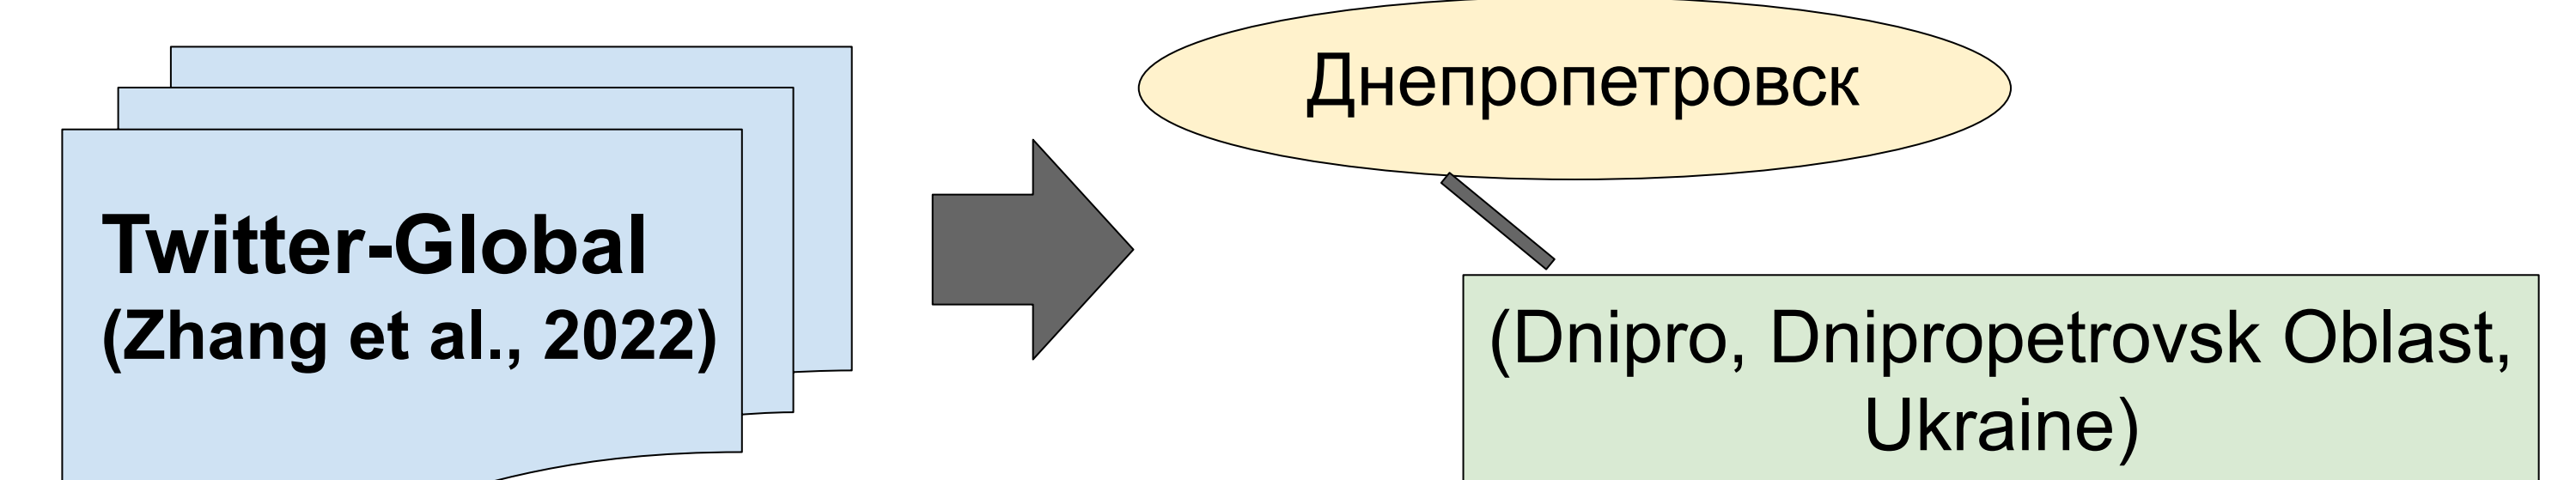 Twitter-Global
(Zhang et al., 2022)
Днепропетровск
(Dnipro, Dnipropetrovsk Oblast,
Ukraine)